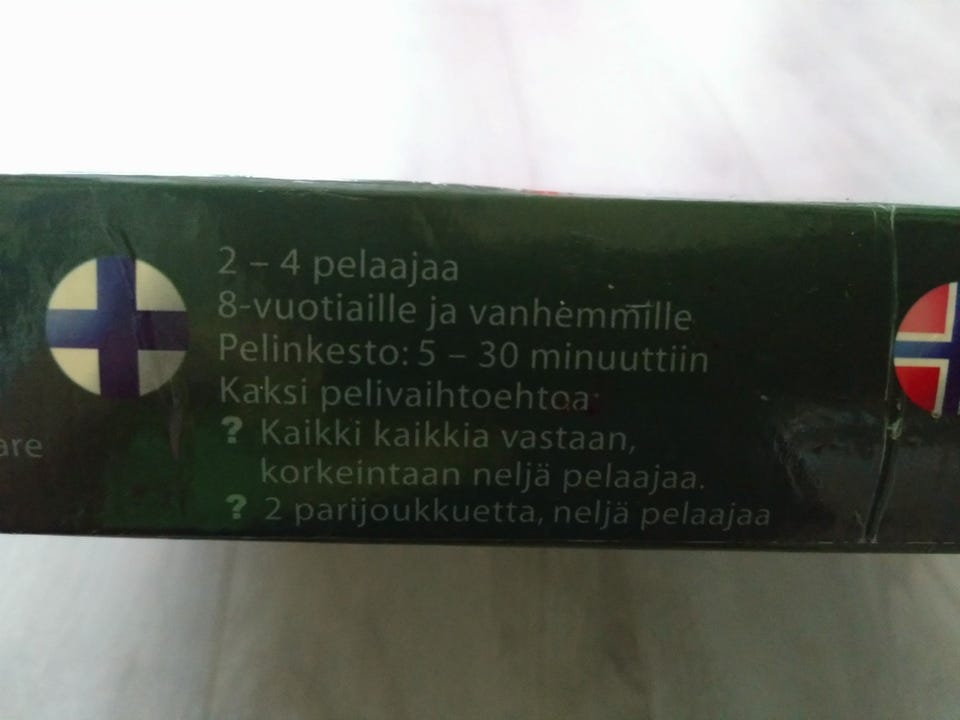 2 – 4 pelaajaa
8-vuotiaille ja vanhemmille
Pelinkesto: 5 – 30 minuuttiin
Kaksi pelivaihtoehtoa
? Kaikki kaikkia vastaan,
korkeintaan neljä pelaajaa.
? 2 parijoukkuetta, neljä pelaajaa
are